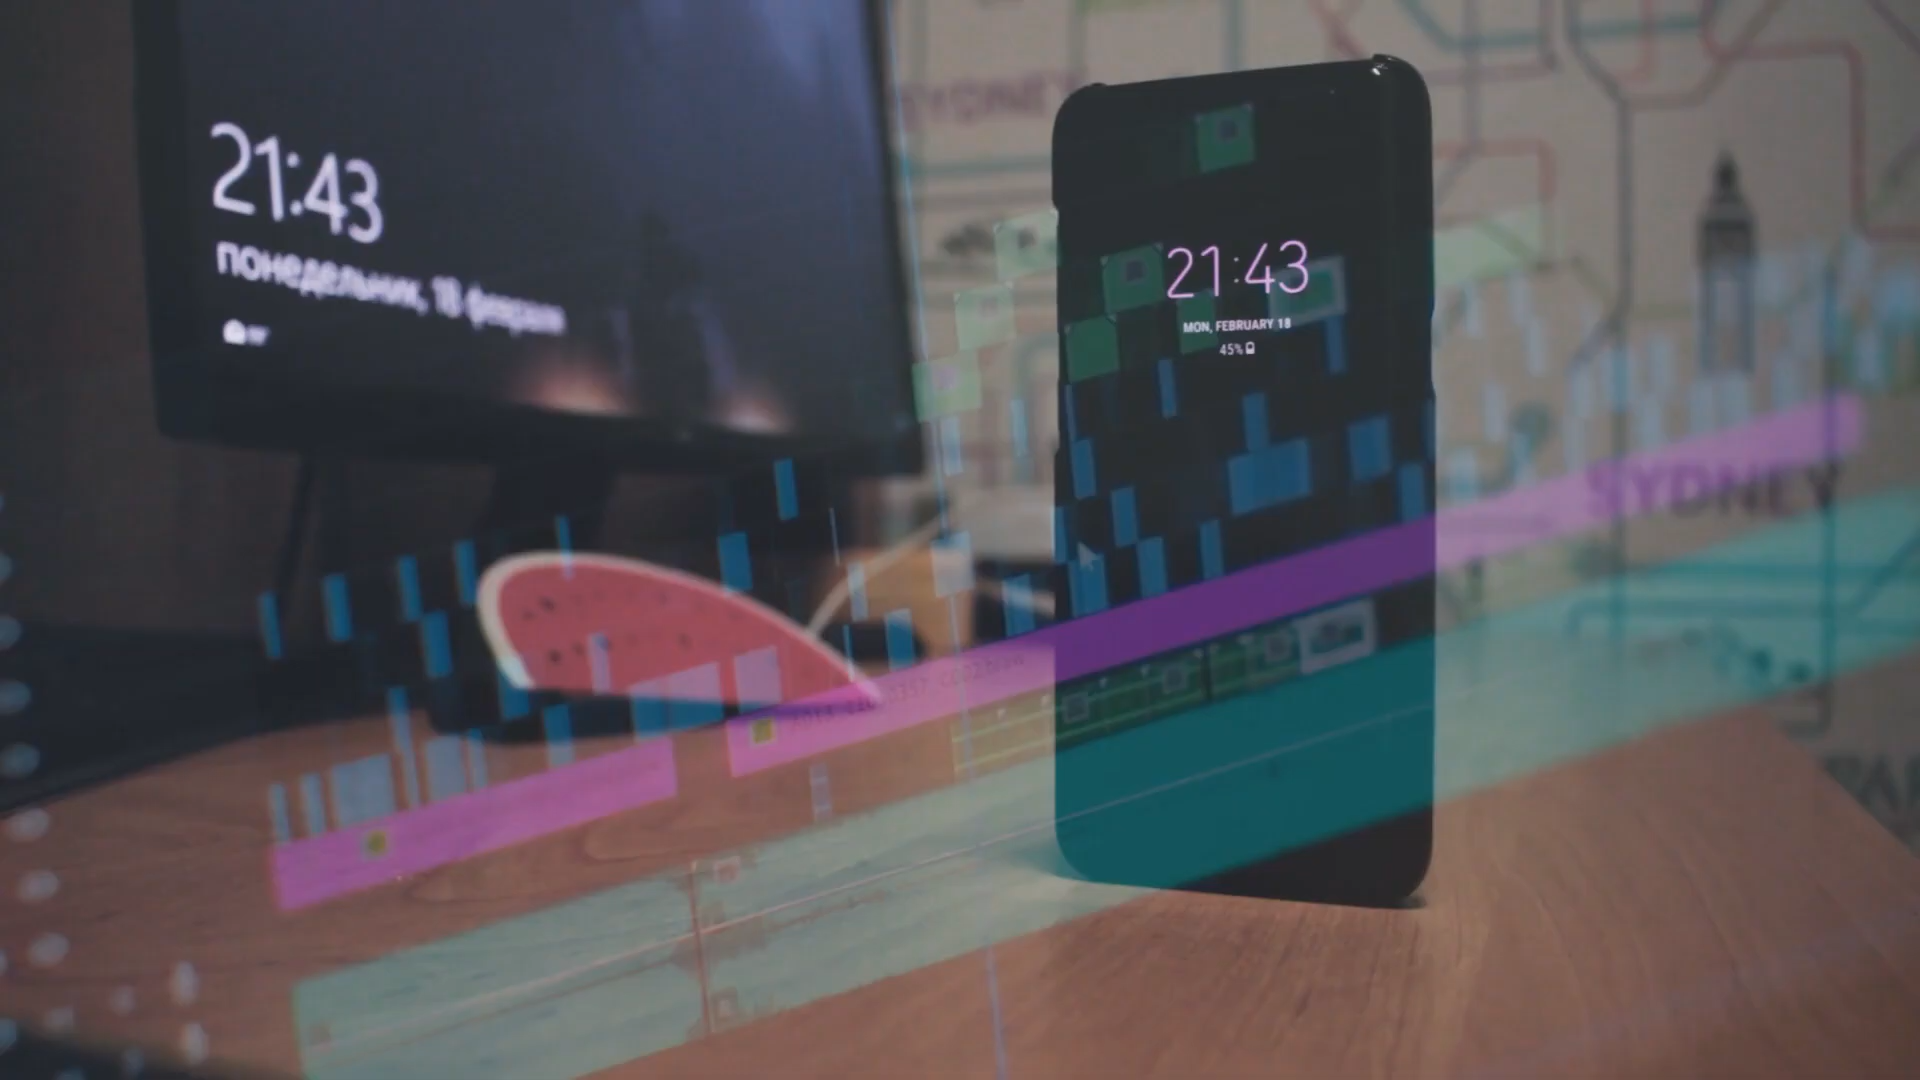 21:43
понедельник, 18 февраля
SYDNEY
21:43
MON, FEBRUARY 18
45%
SYDNEY